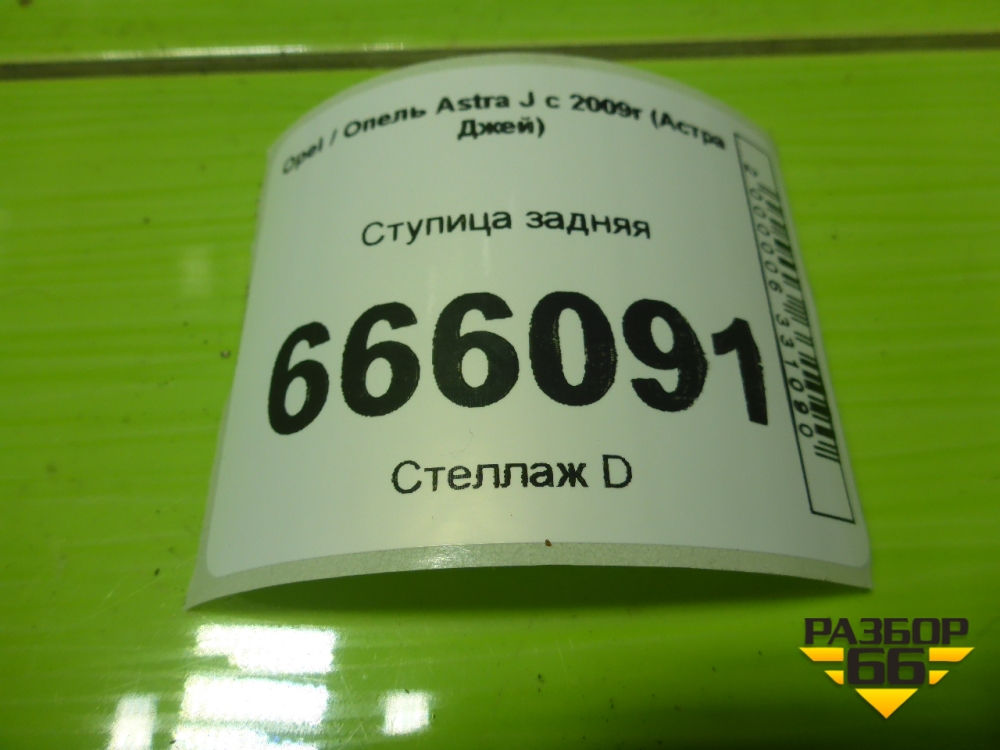 Opel / Опель Astra J с 2009г (Астра
Джей)
Ступица задняя
666091
Стеллаж D
РАЗБОР
66